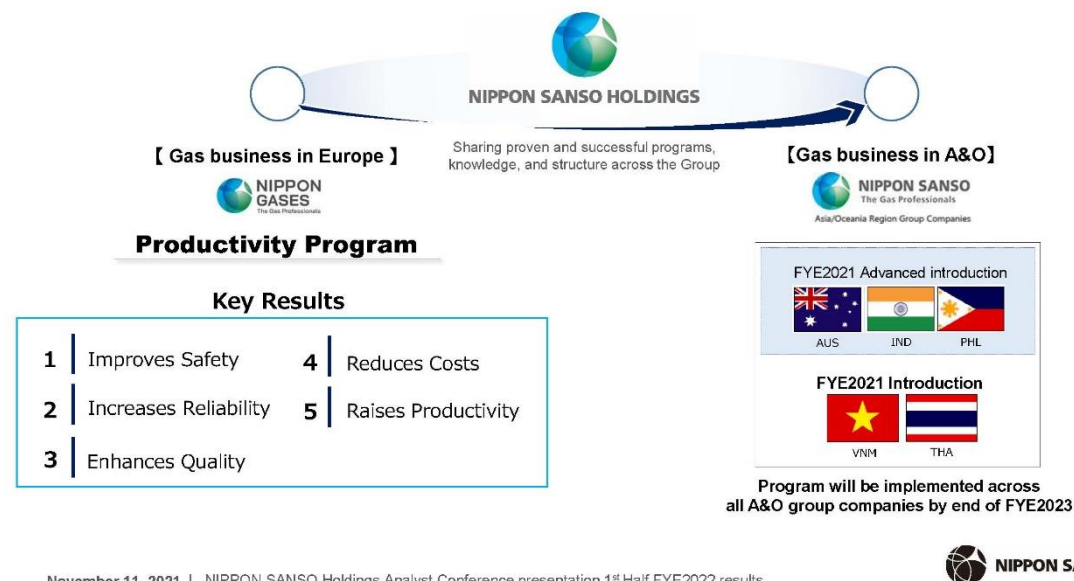 NIPPON SANSO HOLDINGS
Sharing proven and successful programs,
knowledge, and structure across the Group
【 Gas business in Europe 】
NIPPON
GASES
The Gas Professionals
Productivity Program
Key Results
1 Improves Safety
2 Increases Reliability
3 Enhances Quality
4 Reduces Costs
5 Raises Productivity
【Gas business in A&O】
NIPPON SANSO
The Gas Professionals
Asia/Oceania Region Group Companies
FYE2021 Advanced introduction
AUS IND PHL
FYE2021 Introduction
VNM THA
Program will be implemented across
all A&O group companies by end of FYE2023
November 11, 2021 | NIPPON SANSO Holdings Analyst Conference presentation 1st Half FYE2022 results
NIPPON SA